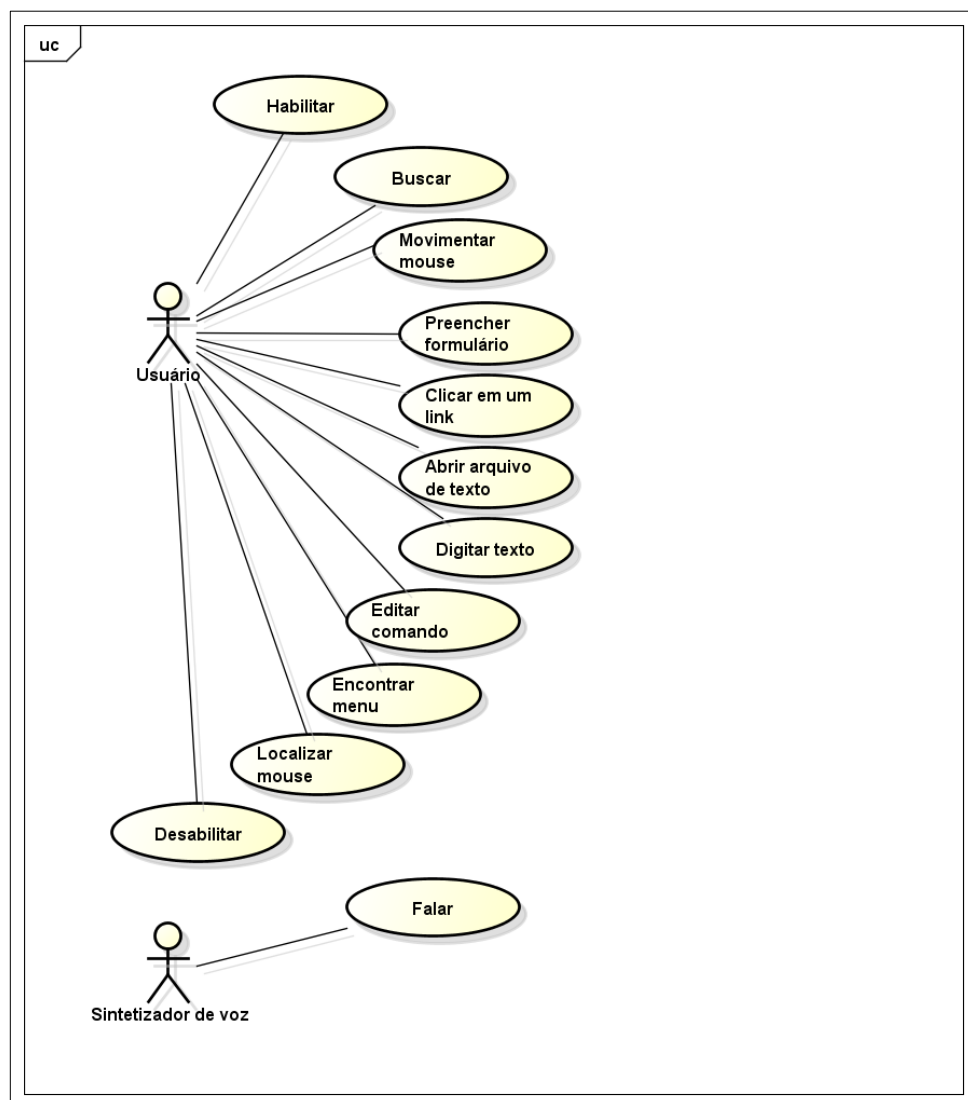 uc
Habilitar
Buscar
Movimentar
mouse
Preencher
formulário
Usuário
Clicar em um
link
Abrir arquivo
de texto
Digitar texto
Editar
comando
Encontrar
menu
Localizar
mouse
Desabilitar
Falar
Sintetizador de voz